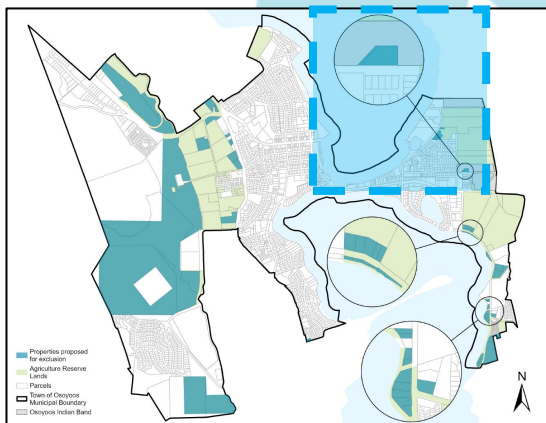 N
Properties proposed
for exclusion
Agriculture Reserve
Lands
Parcels
Town of Osoyoos
Municipal Boundary
Osoyoos Indian Band